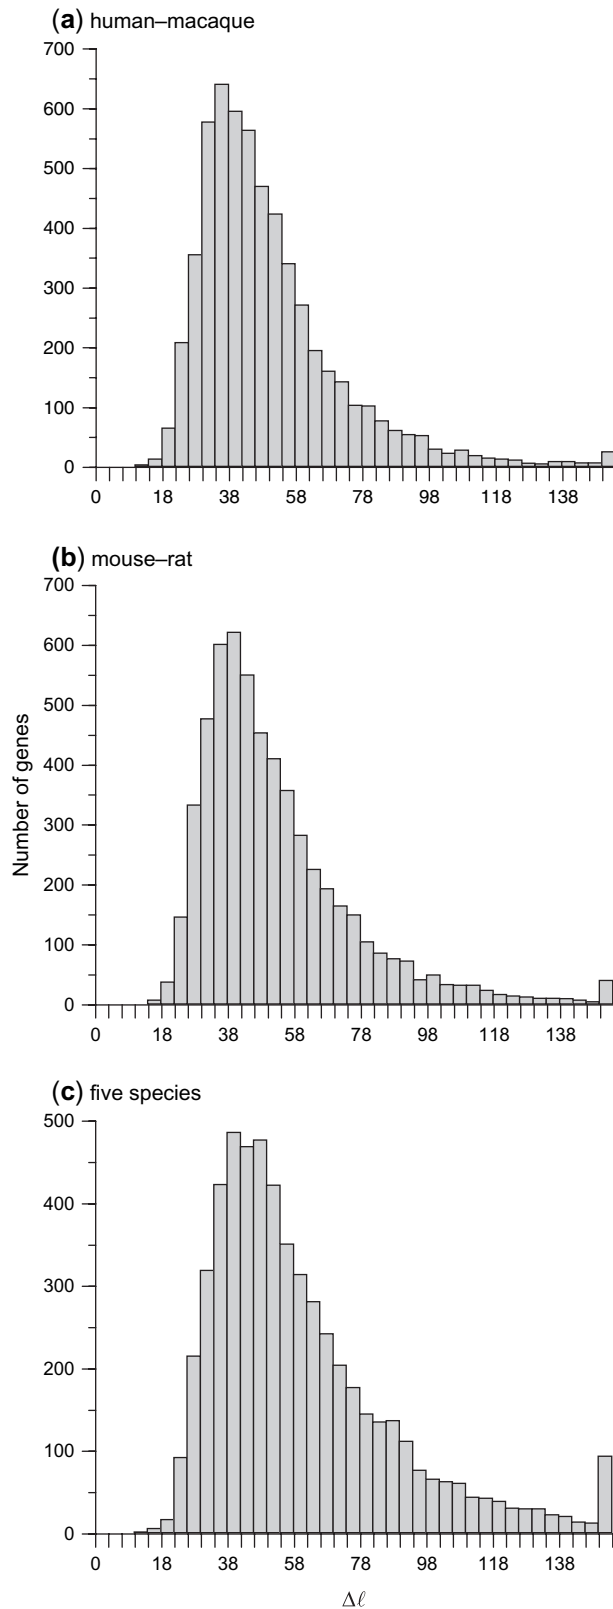 (a) human–macaque
700
600
500
400
300
200
100
0
0 18 38 58 78 98 118 138
(b) mouse–rat
700
600
500
400
300
200
100
0
0 18 38 58 78 98 118 138
Number of genes
(c) five species
500
400
300
200
100
0
0 18 38 58 78 98 118 138
Δℓ